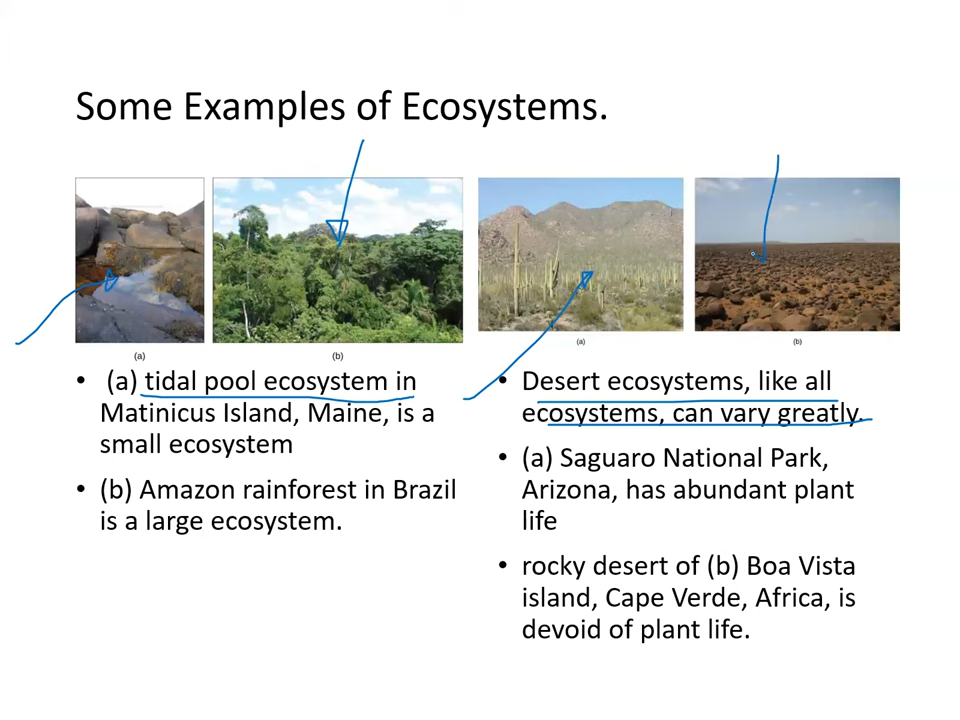 Some Examples of Ecosystems.
(a)
(b)
(a)
(b)
• (a) tidal pool ecosystem in
Matinicus Island, Maine, is a
small ecosystem
• (b) Amazon rainforest in Brazil
is a large ecosystem.
• Desert ecosystems, like all
ecosystems, can vary greatly.
• (a) Saguaro National Park,
Arizona, has abundant plant
life
• rocky desert of (b) Boa Vista
island, Cape Verde, Africa, is
devoid of plant life.